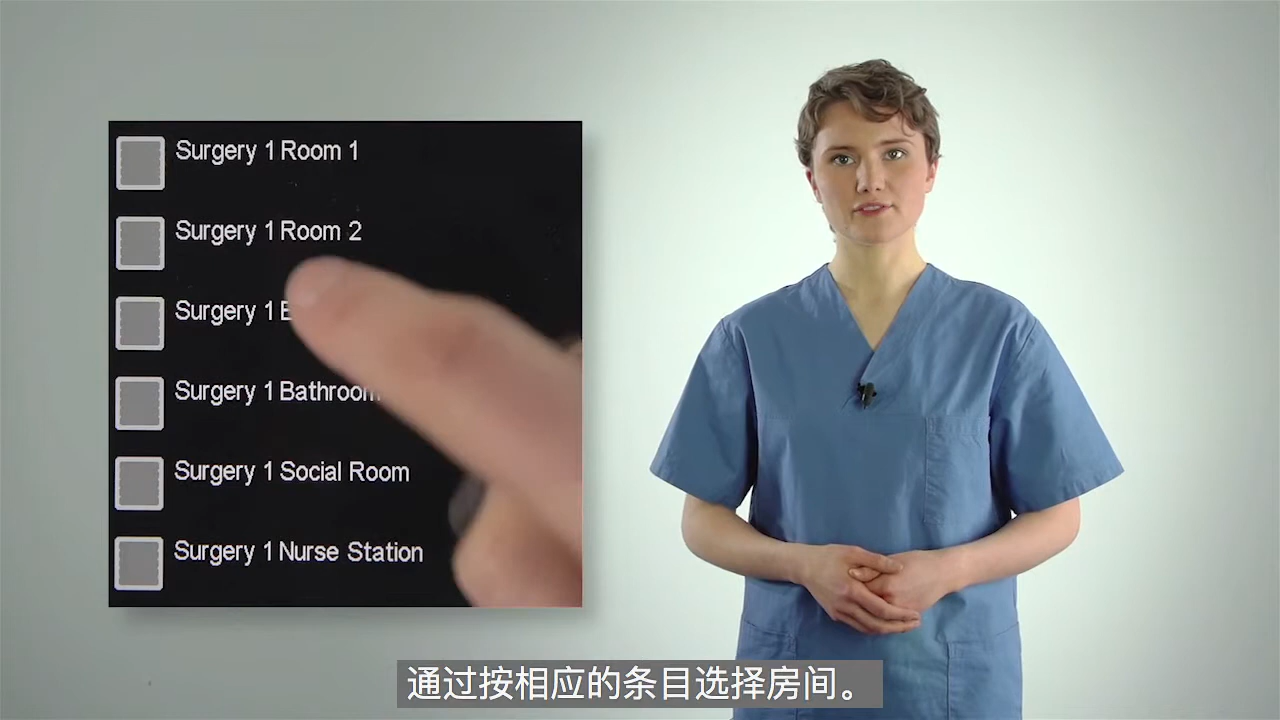 Surgery 1 Room 1
Surgery 1 Room 2
Surgery 1
Surgery 1 Bathroom
Surgery 1 Social Room
Surgery 1 Nurse Station
通过按相应的条目选择房间。